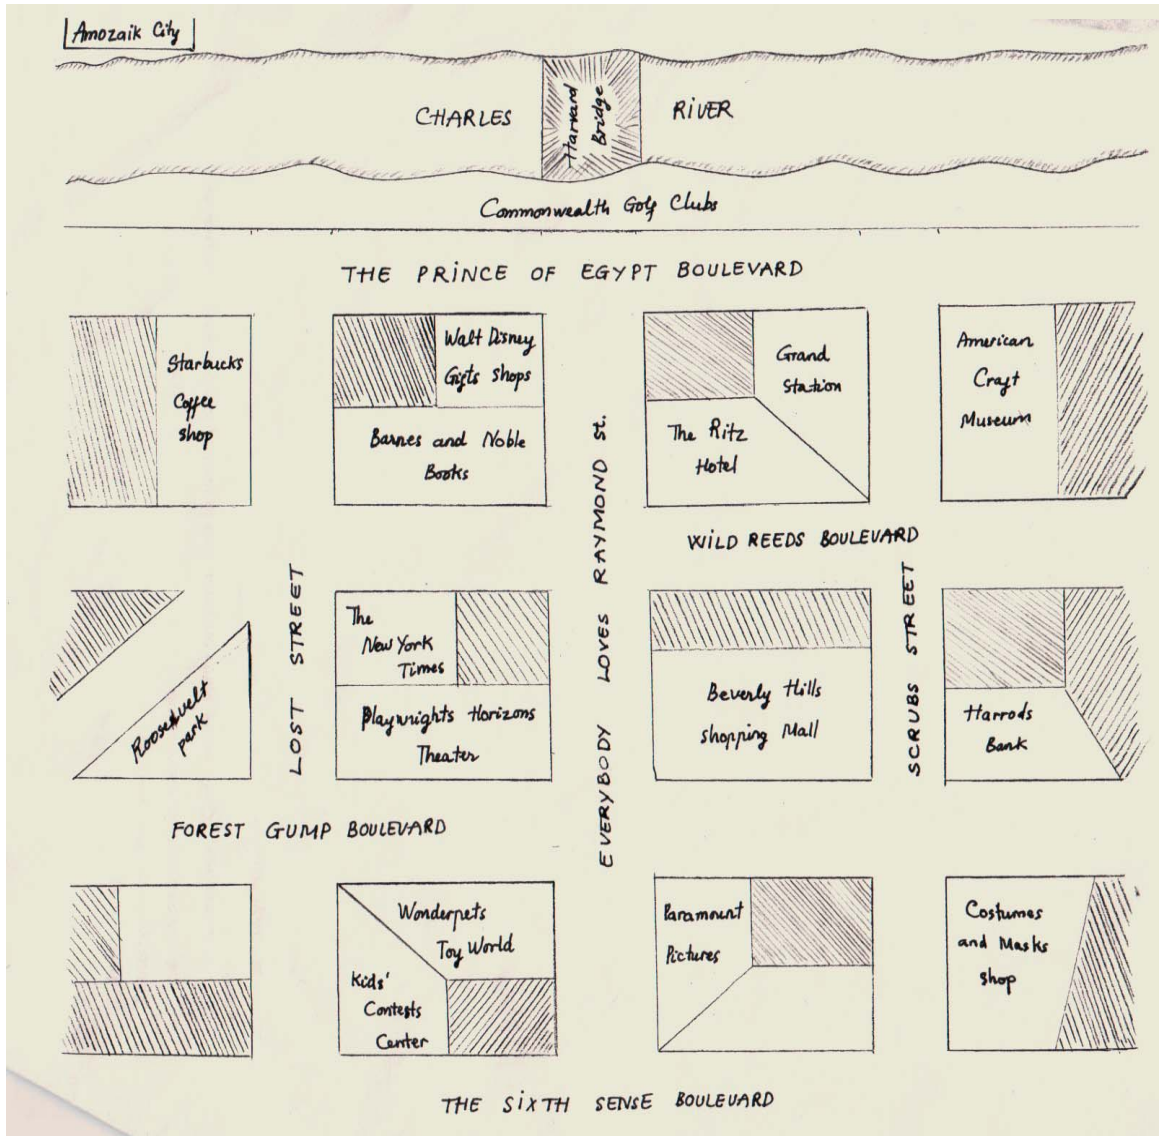 Amozaik City
CHARLES
Harvard
Bridge
RIVER
Commonwealth Golf Clubs
THE PRINCE OF EGYPT BOULEVARD
Starbucks
Coffee
shop
Walt Disney
Gifts shops
Barnes and Noble
Books
Grand
Station
The Ritz
Hotel
American
Craft
Museum
WILD REEDS BOULEVARD
LOST STREET
EVERYBODY LOVES RAYMOND St.
SCRUBS STREET
Roosevelt
park
The
New York
Times
Playwrights Horizons
Theater
Beverly Hills
shopping Mall
Harrods
Bank
FOREST GUMP BOULEVARD
Wonderpets
Toy World
Kids'
Contests
Center
Paramount
Pictures
Costumes
and Masks
shop
THE SIXTH SENSE BOULEVARD